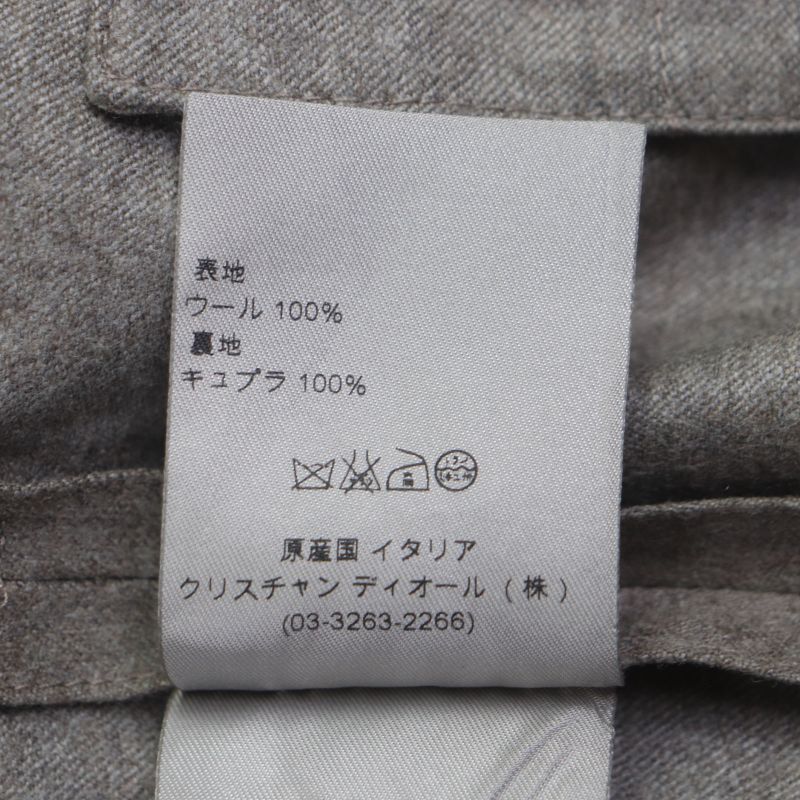 表地
ウール 100%
裏地
キュプラ 100%
原産国 イタリア
クリスチャン ディオール (株)
(03-3263-2266)